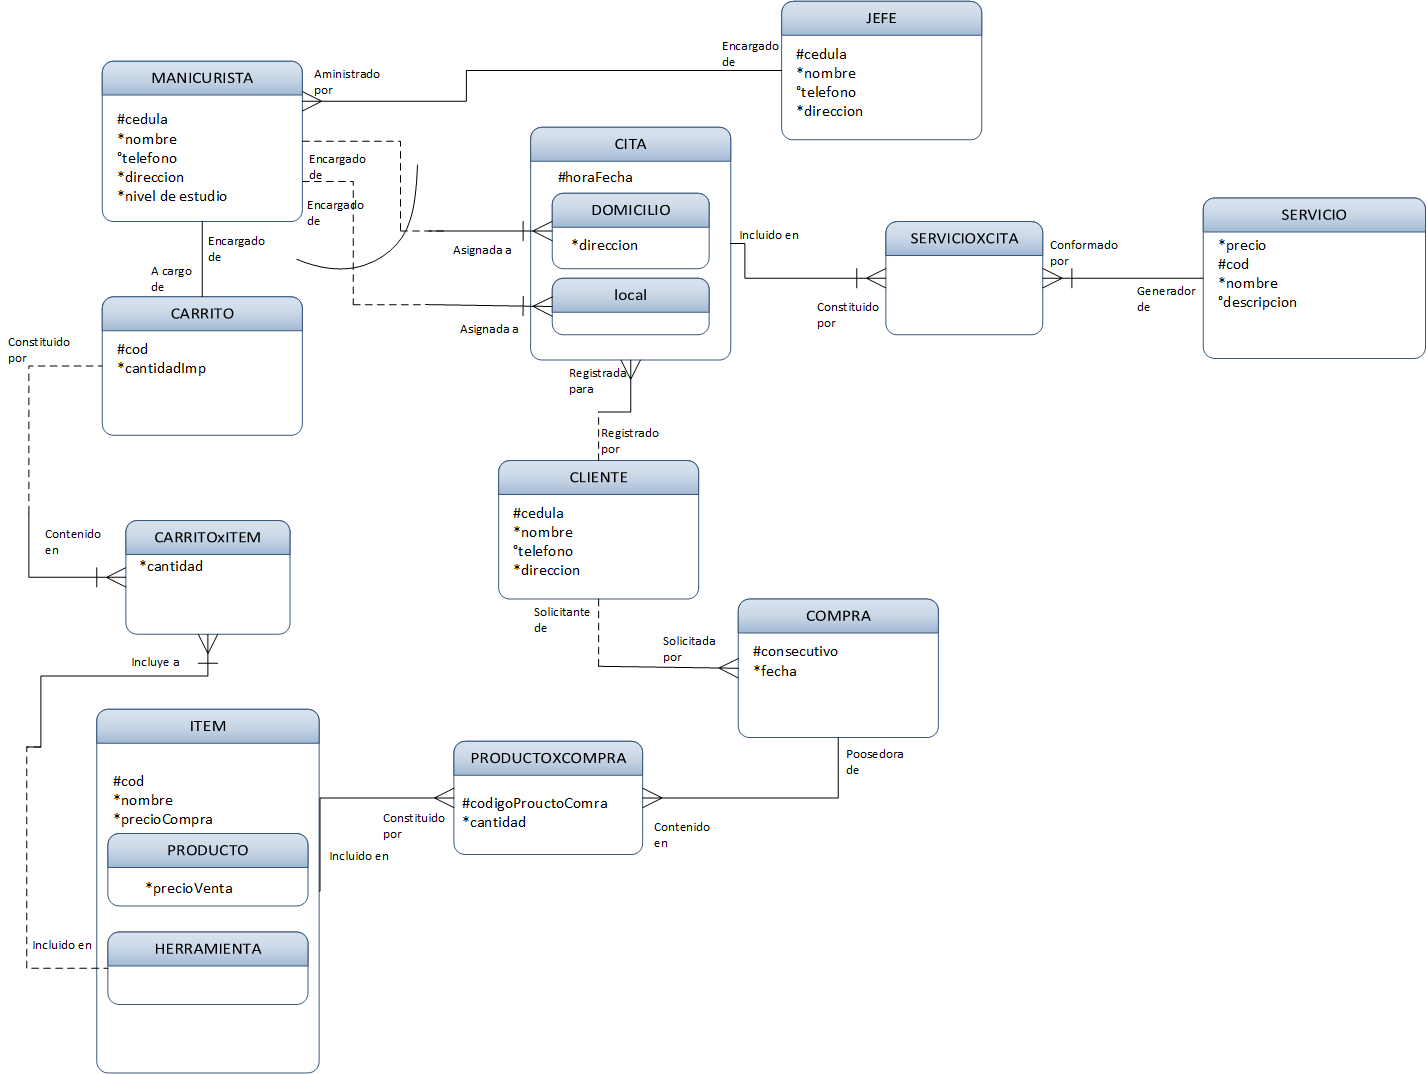 JEFE
#cedula
*nombre
°telefono
*direccion
Encargado
de
Aministrado
por
MANICURISTA
#cedula
*nombre
°telefono
*direccion
*nivel de estudio
Encargado
de
Encargado
de
CITA
#horaFecha
DOMICILIO
*direccion
local
Asignada a
Asignada a
Incluido en
SERVICIOXCITA
Constituido
por
Conformado
por
Generador
de
SERVICIO
*precio
#cod
*nombre
°descripcion
Encargado
de
A cargo
de
CARRITO
#cod
*cantidadImp
Constituido
por
Registrada
para
Registrado
por
CLIENTE
#cedula
*nombre
°telefono
*direccion
Contenido
en
CARRITOxITEM
*cantidad
Incluye a
Solicitante
de
Solicitada
por
COMPRA
#consecutivo
*fecha
Poosedora
de
ITEM
#cod
*nombre
*precioCompra
PRODUCTO
*precioVenta
HERRAMIENTA
Incluido en
PRODUCTOXCOMPRA
#codigoProuctoComra
*cantidad
Constituido
por
Incluido en
Contenido
en